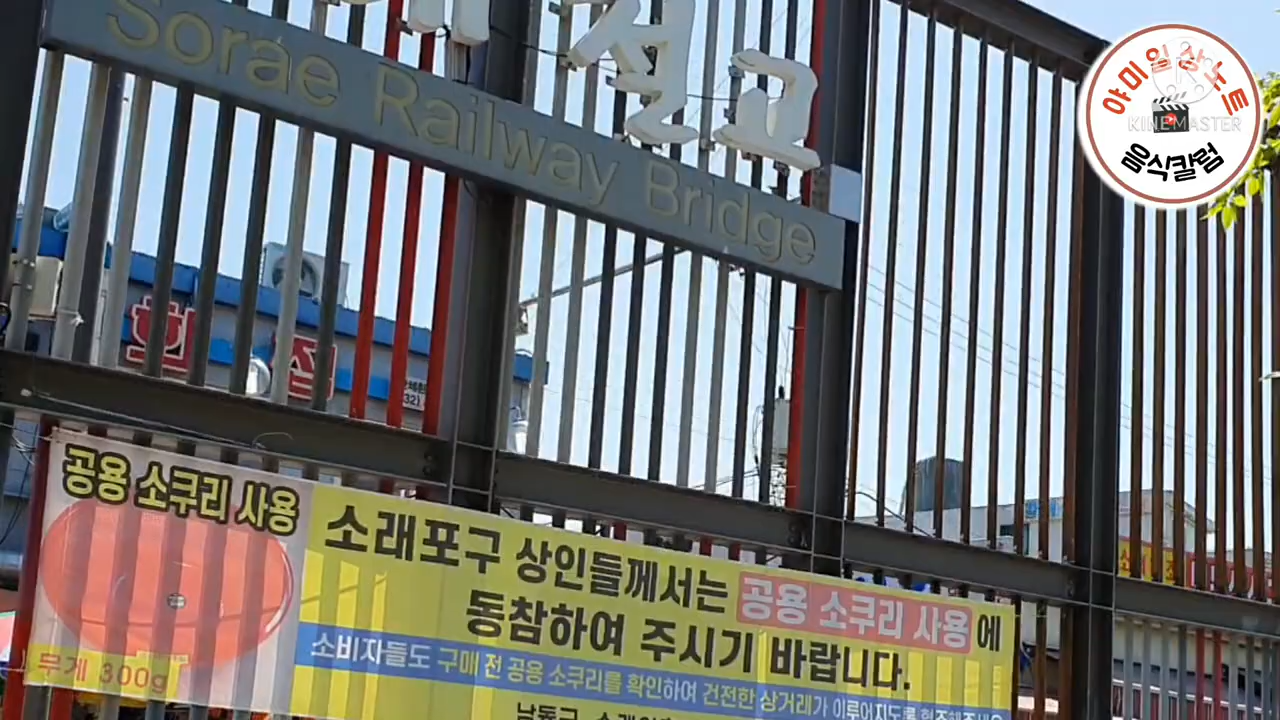 철교
Sorae Railway Bridge
야미일상노트
KINEMASTER
음식칼럼
회
공용 소쿠리 사용
무게 300g
소래포구 상인들께서는 공용 소쿠리 사용에
동참하여 주시기 바랍니다.
소비자들도 구매 전 공용 소쿠리를 확인하여 건전한 상거래가 이루어지도록
남동구